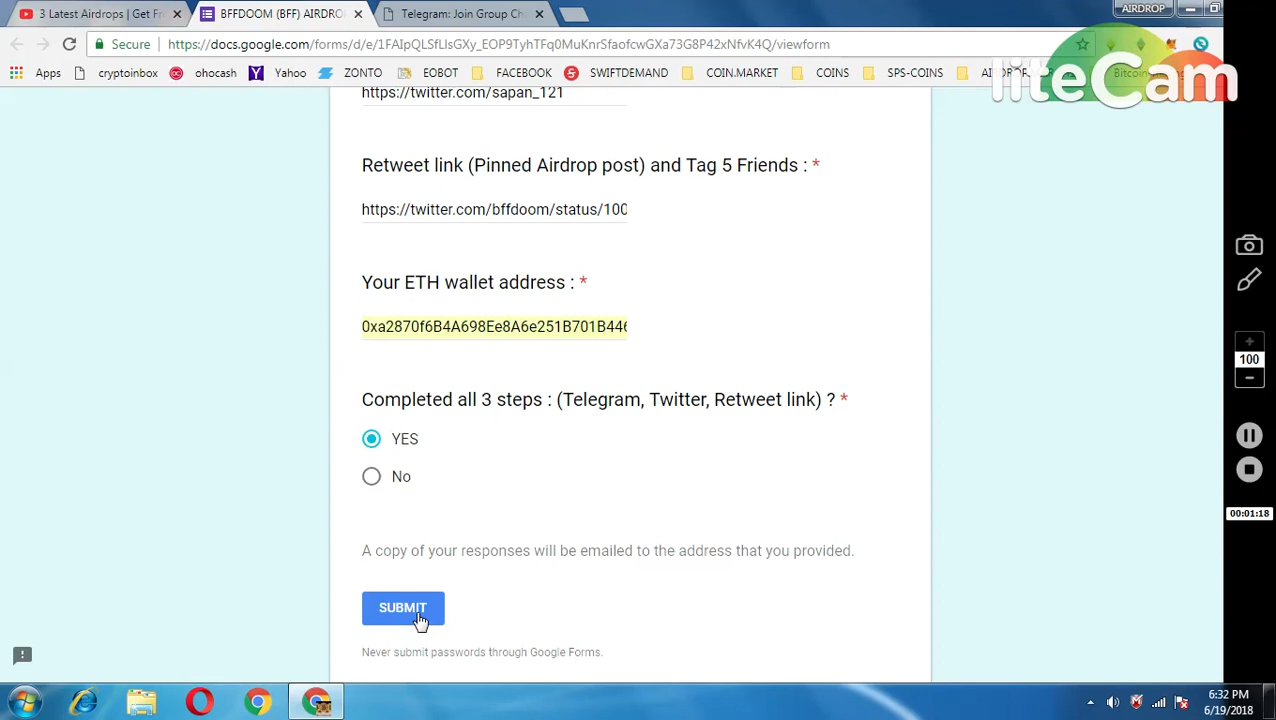 3 Latest Airdrops | Get Fr
BFFDOOM (BFF) AIRDRO
Telegram: Join Group Ch
AIRDROP
Secure
https://docs.google.com/forms/d/e/1FAIpQLSfLlsGXy_EOP9TyhTFq0MuKnrSfaofcwGXa73G8P42xNfvK4Q/viewform
Apps
cryptoinbox
ohocash
Yahoo
ZONY
EOBOT
FACEBOOK
SWIFTDEMAND
COIN.MARKET
COINS
SPS-COINS
liteCam
https://twitter.com/sapan_121
Retweet link (Pinned Airdrop post) and Tag 5 Friends : *
https://twitter.com/bffdoom/status/100
Your ETH wallet address : *
0xa2870f6B4A698Ee8A6e251B701B446
100
Completed all 3 steps : (Telegram, Twitter, Retweet link) ? *
YES
No
00:01:18
A copy of your responses will be emailed to the address that you provided.
SUBMIT
Never submit passwords through Google Forms.
6:32 PM
6/19/2018